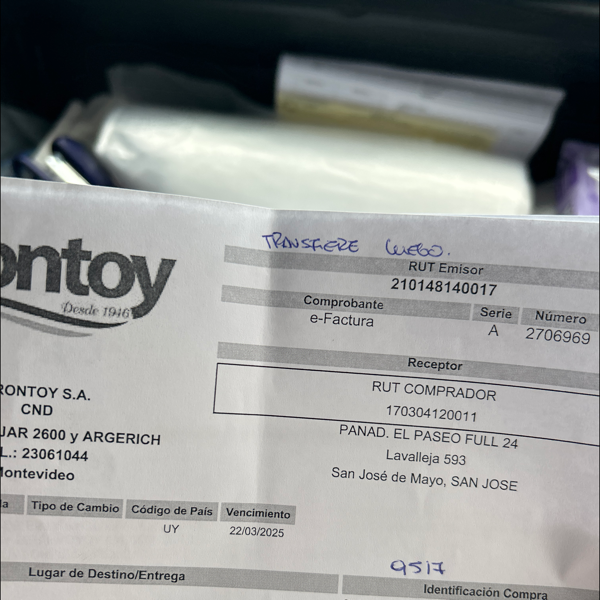 TRANSFIERE LUEGO.
ontoy
Desde 1946
RUT Emisor
210148140017
Comprobante Serie Número
e-Factura A 2706969
Receptor
RUT COMPRADOR
170304120011
PANAD. EL PASEO FULL 24
Lavalleja 593
San José de Mayo, SAN JOSE
RONTOY S.A.
CND
JAR 2600 y ARGERICH
L.: 23061044
Montevideo
Tipo de Cambio Código de País Vencimiento
UY 22/03/2025
9517
Lugar de Destino/Entrega Identificación Compra